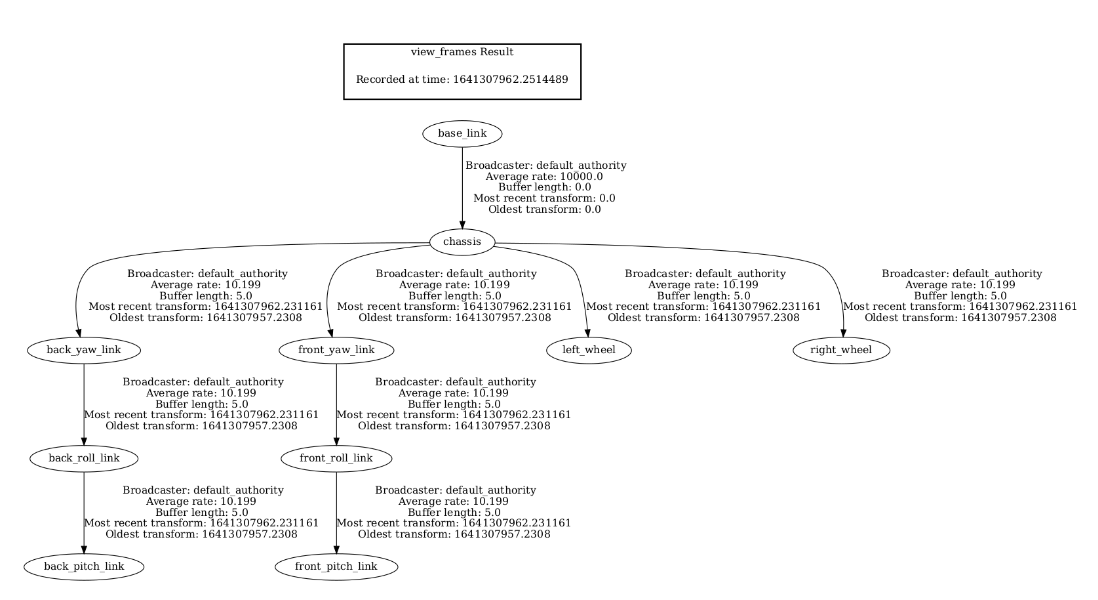 view_frames Result
Recorded at time: 1641307962.2514489
base_link
Broadcaster: default_authority
Average rate: 10000.0
Buffer length: 0.0
Most recent transform: 0.0
Oldest transform: 0.0
chassis
Broadcaster: default_authority
Average rate: 10.199
Buffer length: 5.0
Most recent transform: 1641307962.231161
Oldest transform: 1641307957.2308
Broadcaster: default_authority
Average rate: 10.199
Buffer length: 5.0
Most recent transform: 1641307962.231161
Oldest transform: 1641307957.2308
Broadcaster: default_authority
Average rate: 10.199
Buffer length: 5.0
Most recent transform: 1641307962.231161
Oldest transform: 1641307957.2308
Broadcaster: default_authority
Average rate: 10.199
Buffer length: 5.0
Most recent transform: 1641307962.231161
Oldest transform: 1641307957.2308
back_yaw_link
front_yaw_link
left_wheel
right_wheel
Broadcaster: default_authority
Average rate: 10.199
Buffer length: 5.0
Most recent transform: 1641307962.231161
Oldest transform: 1641307957.2308
Broadcaster: default_authority
Average rate: 10.199
Buffer length: 5.0
Most recent transform: 1641307962.231161
Oldest transform: 1641307957.2308
back_roll_link
front_roll_link
Broadcaster: default_authority
Average rate: 10.199
Buffer length: 5.0
Most recent transform: 1641307962.231161
Oldest transform: 1641307957.2308
Broadcaster: default_authority
Average rate: 10.199
Buffer length: 5.0
Most recent transform: 1641307962.231161
Oldest transform: 1641307957.2308
back_pitch_link
front_pitch_link